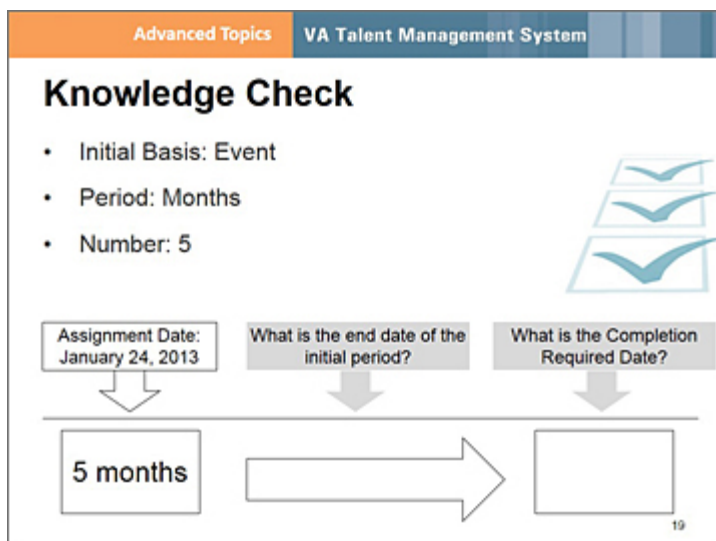 Advanced Topics VA Talent Management System
Knowledge Check
• Initial Basis: Event
• Period: Months
• Number: 5
Assignment Date:
January 24, 2013
What is the end date of the
initial period?
What is the Completion
Required Date?
5 months
19